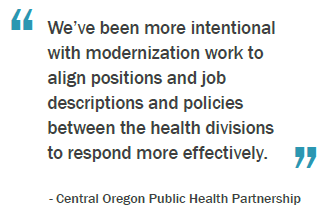 “ We’ve been more intentional
with modernization work to
align positions and job
descriptions and policies
between the health divisions
to respond more effectively. ”
- Central Oregon Public Health Partnership